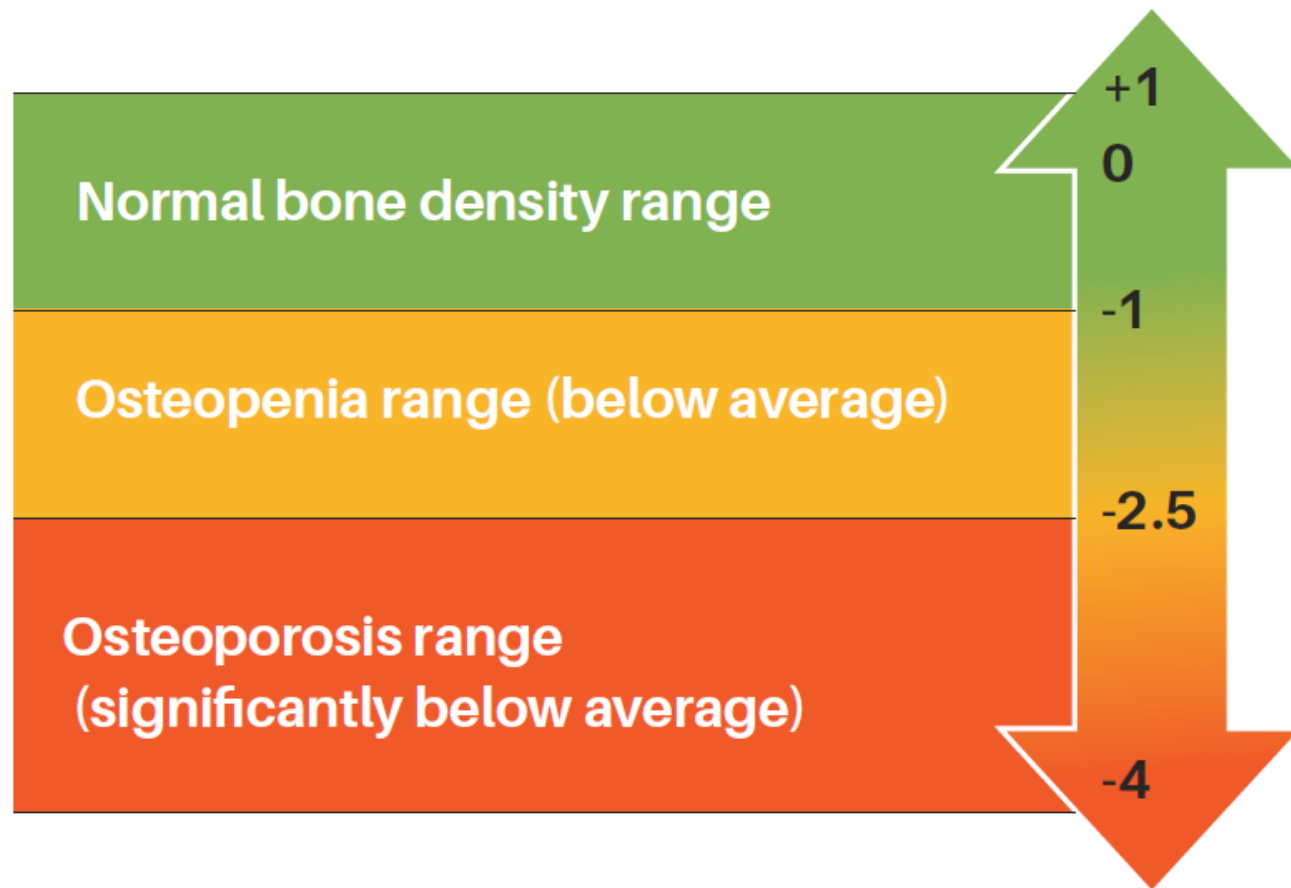 +1
0
Normal bone density range
-1
Osteopenia range (below average)
-2.5
Osteoporosis range
(significantly below average)
-4